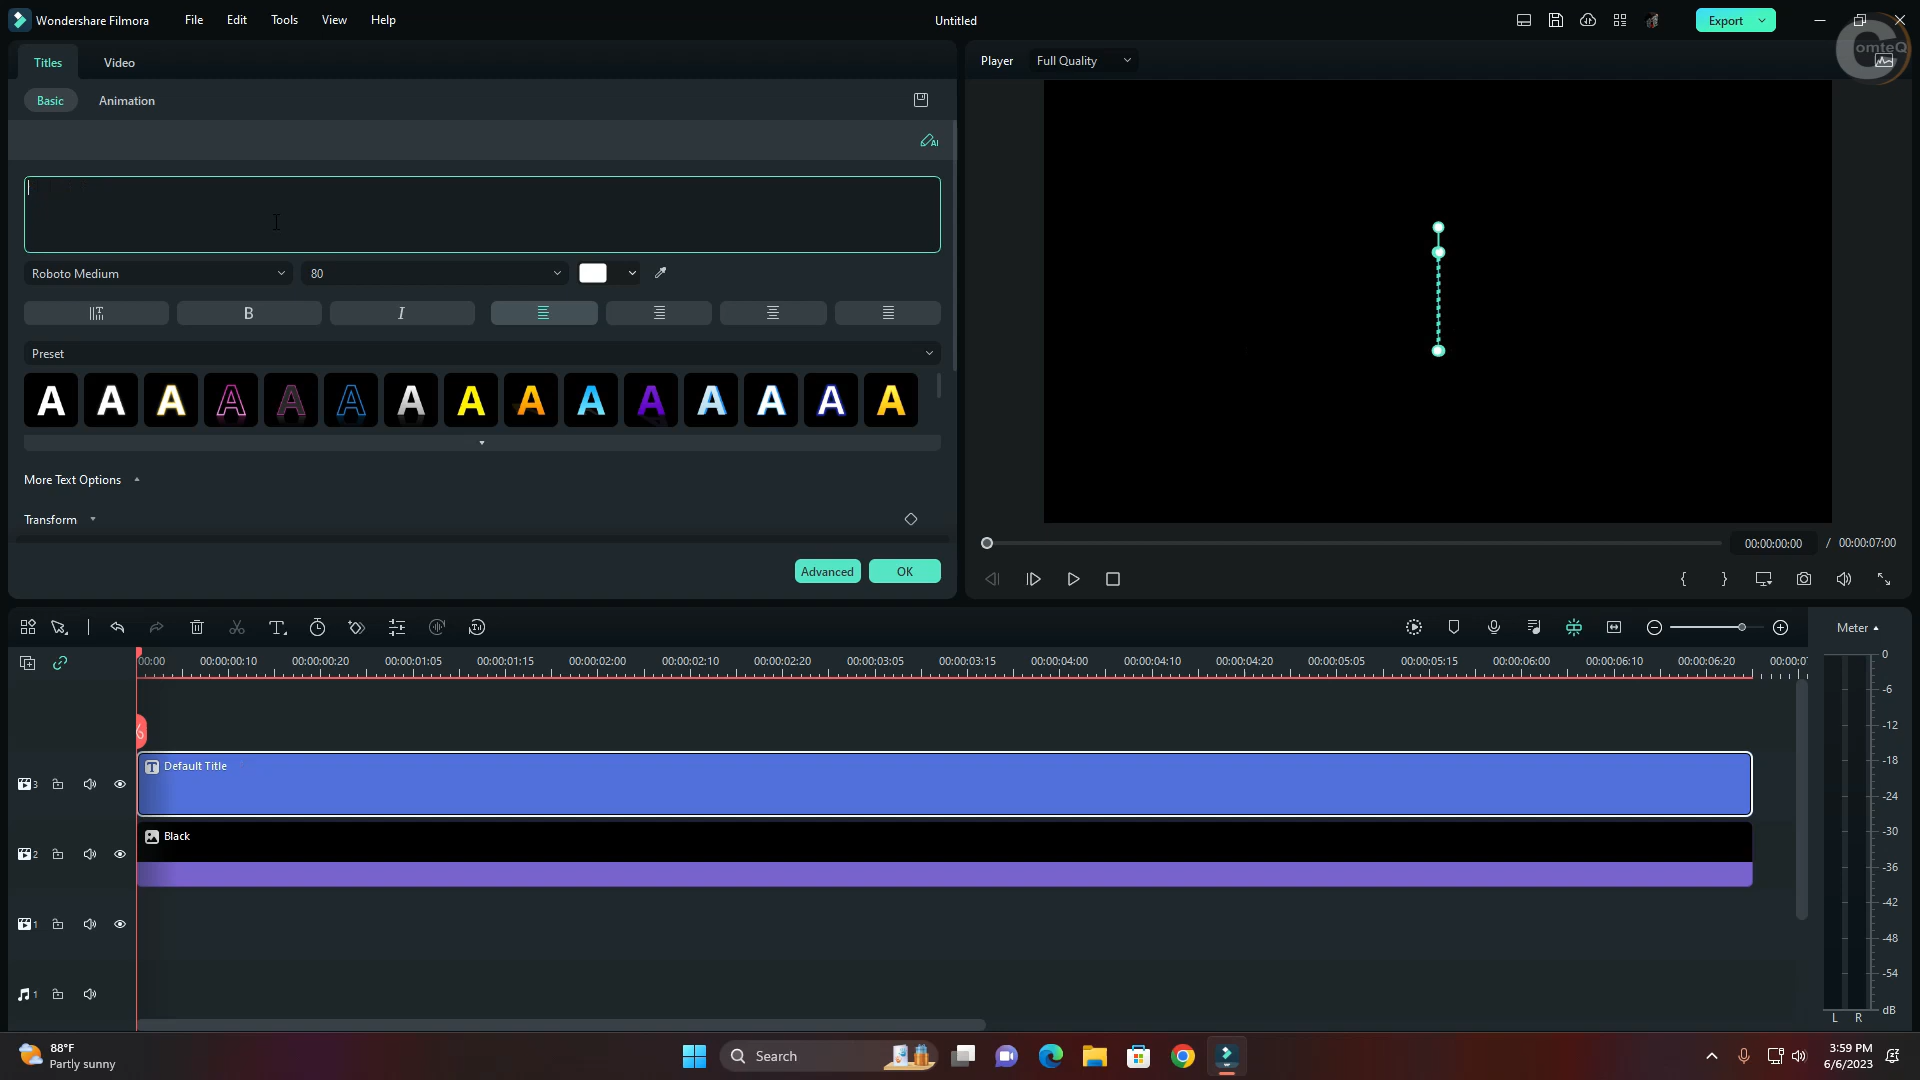 Wondershare Filmora
File
Edit
Tools
View
Help
Untitled
Export
omteQ
Titles
Video
Player
Full Quality
Basic
Animation
AI
Roboto Medium
80
B
I
Preset
A A A A A A A A A A A A A A A
More Text Options
Transform
Advanced
OK
00:00:00:00 / 00:00:07:00
Meter
00:00 00:00:00:10 00:00:00:20 00:00:01:05 00:00:01:15 00:00:02:00 00:00:02:10 00:00:02:20 00:00:03:05 00:00:03:15 00:00:04:00 00:00:04:10 00:00:04:20 00:00:05:05 00:00:05:15 00:00:06:00 00:00:06:10 00:00:06:20 00:00:0
0
-6
-12
-18
-24
-30
-36
-42
-48
-54
dB
L R
Default Title
3
Black
2
1
1
88°F
Partly sunny
Search
3:59 PM
6/6/2023